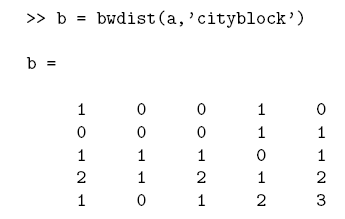 >> b = bwdist(a,'cityblock')
b =
1 0 0 1 0
0 0 0 1 1
1 1 1 0 1
2 1 2 1 2
1 0 1 2 3